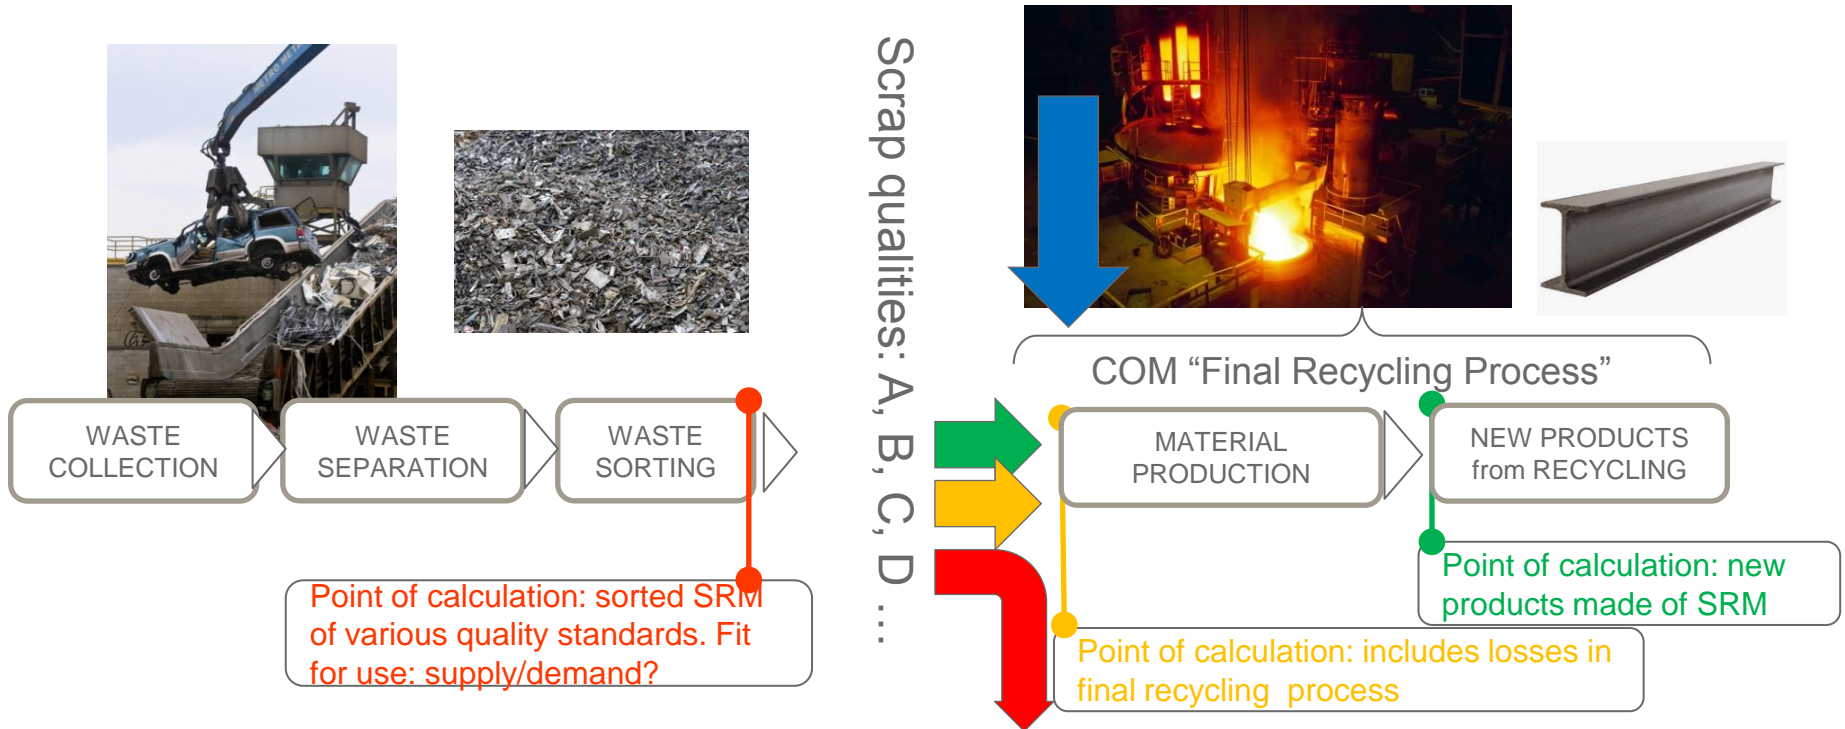 METRO META
Scrap qualities: A, B, C, D ...
COM “Final Recycling Process”
WASTE
COLLECTION
WASTE
SEPARATION
WASTE
SORTING
MATERIAL
PRODUCTION
NEW PRODUCTS
from RECYCLING
Point of calculation: sorted SRM
of various quality standards. Fit
for use: supply/demand?
Point of calculation: new
products made of SRM
Point of calculation: includes losses in
final recycling process